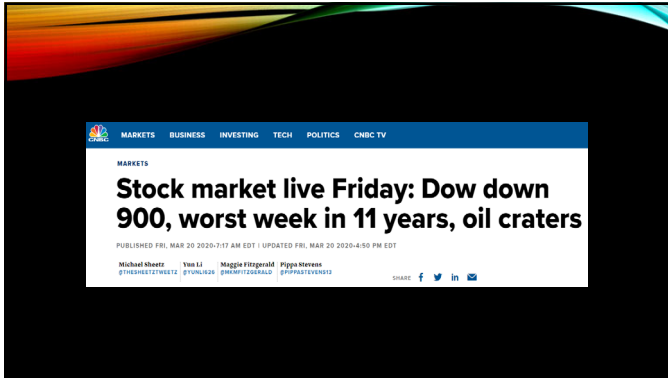 CNBC MARKETS BUSINESS INVESTING TECH POLITICS CNBC TV
MARKETS
Stock market live Friday: Dow down
900, worst week in 11 years, oil craters
PUBLISHED FRI, MAR 20 2020•7:17 AM EDT | UPDATED FRI, MAR 20 2020•4:50 PM EDT
Michael Sheetz Yun Li Maggie Fitzgerald Pippa Stevens
@THESHEETZTWEETZ @YUNLI626 @MKMFITZGERALD @PIPPASTEVENS13
SHARE